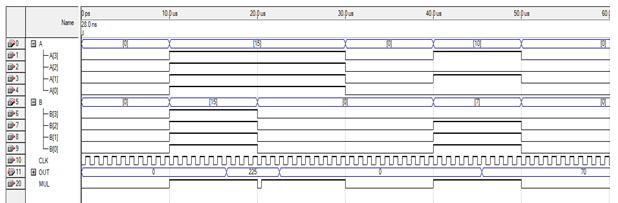 Name 0 ps 10.0 us 20.0 us 30.0 us 40.0 us 50.0 us 60.
28.0 ns
0 A [0] [15] [0] [10] [0]
1 A[3]
2 A[2]
3 A[1]
4 A[0]
5 B [0] [15] [0] [7] [0]
6 B[3]
7 B[2]
8 B[1]
9 B[0]
10 CLK
11 OUT 0 225 0 70
20 MUL